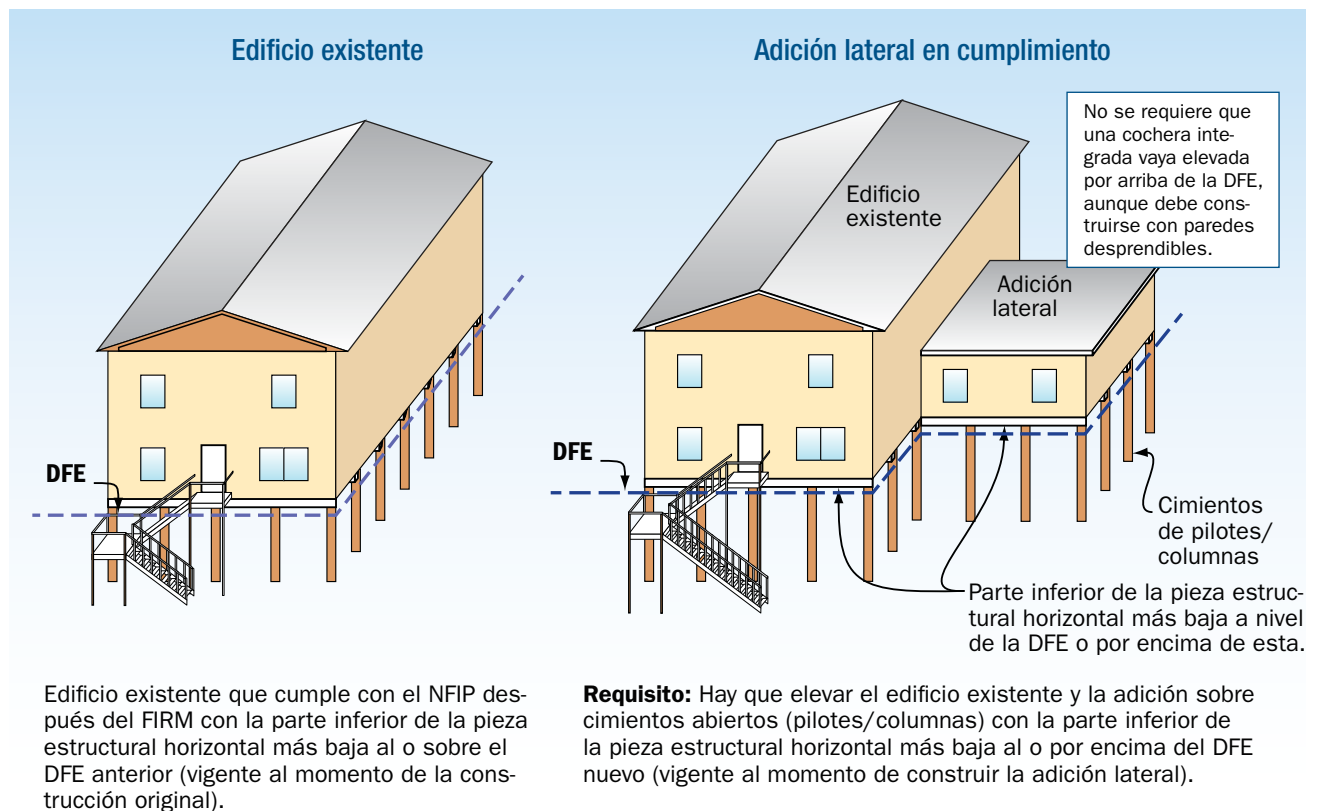 Edificio existente
Adición lateral en cumplimiento
No se requiere que
una cochera inte-
grada vaya elevada
por arriba de la DFE,
aunque debe cons-
truirse con paredes
desprendibles.
Edificio
existente
Adición
lateral
DFE
DFE
Cimientos
de pilotes/
columnas
Parte inferior de la pieza estruc-
tural horizontal más baja a nivel
de la DFE o por encima de esta.
Edificio existente que cumple con el NFIP des-
pués del FIRM con la parte inferior de la pieza
estructural horizontal más baja al o sobre el
DFE anterior (vigente al momento de la cons-
trucción original).
Requisito: Hay que elevar el edificio existente y la adición sobre
cimientos abiertos (pilotes/columnas) con la parte inferior de
la pieza estructural horizontal más baja al o por encima del DFE
nuevo (vigente al momento de construir la adición lateral).